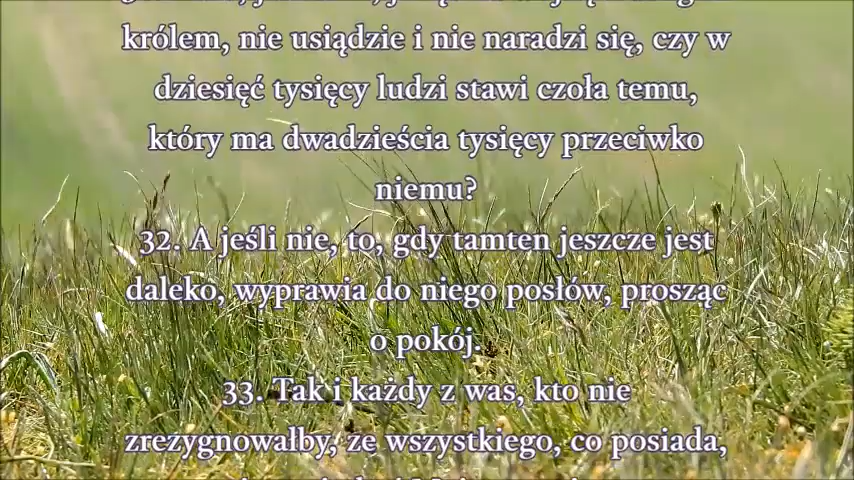 królem, nie usiądzie i nie naradzi się, czy w
dziesięć tysięcy ludzi stawi czoła temu,
który ma dwadzieścia tysięcy przeciwko
niemu?
32. A jeśli nie, to, gdy tamten jeszcze jest
daleko, wyprawia do niego posłów, prosząc
o pokój.
33. Tak i każdy z was, kto nie
zrezygnowałby, ze wszystkiego, co posiada,